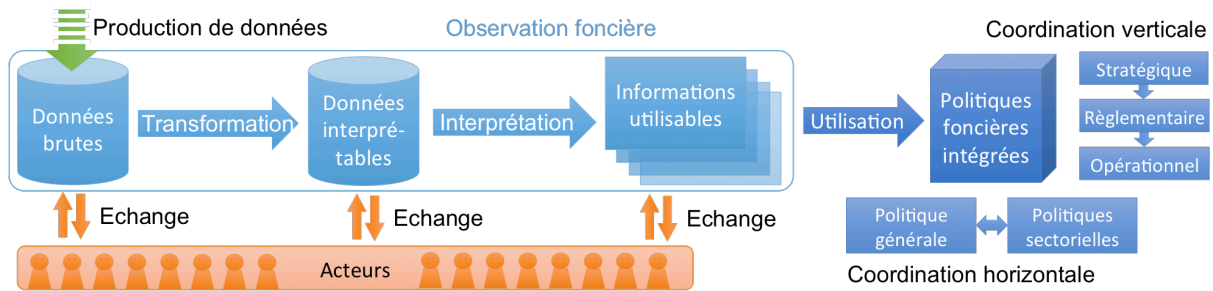 Production de données
Observation foncière
Coordination verticale
Données
brutes
Transformation
Données
interpré-
tables
Interprétation
Informations
utilisables
Utilisation
Politiques
foncières
intégrées
Stratégique
Règlementaire
Opérationnel
Echange
Echange
Echange
Acteurs
Politique
générale
Politiques
sectorielles
Coordination horizontale